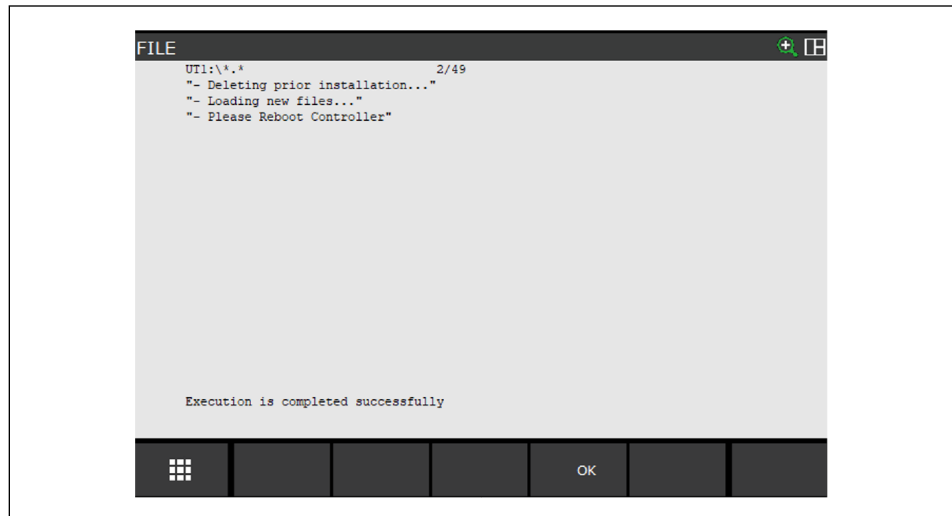 FILE
UT1:\*.* 2/49
"- Deleting prior installation..."
"- Loading new files..."
"- Please Reboot Controller"
Execution is completed successfully
OK